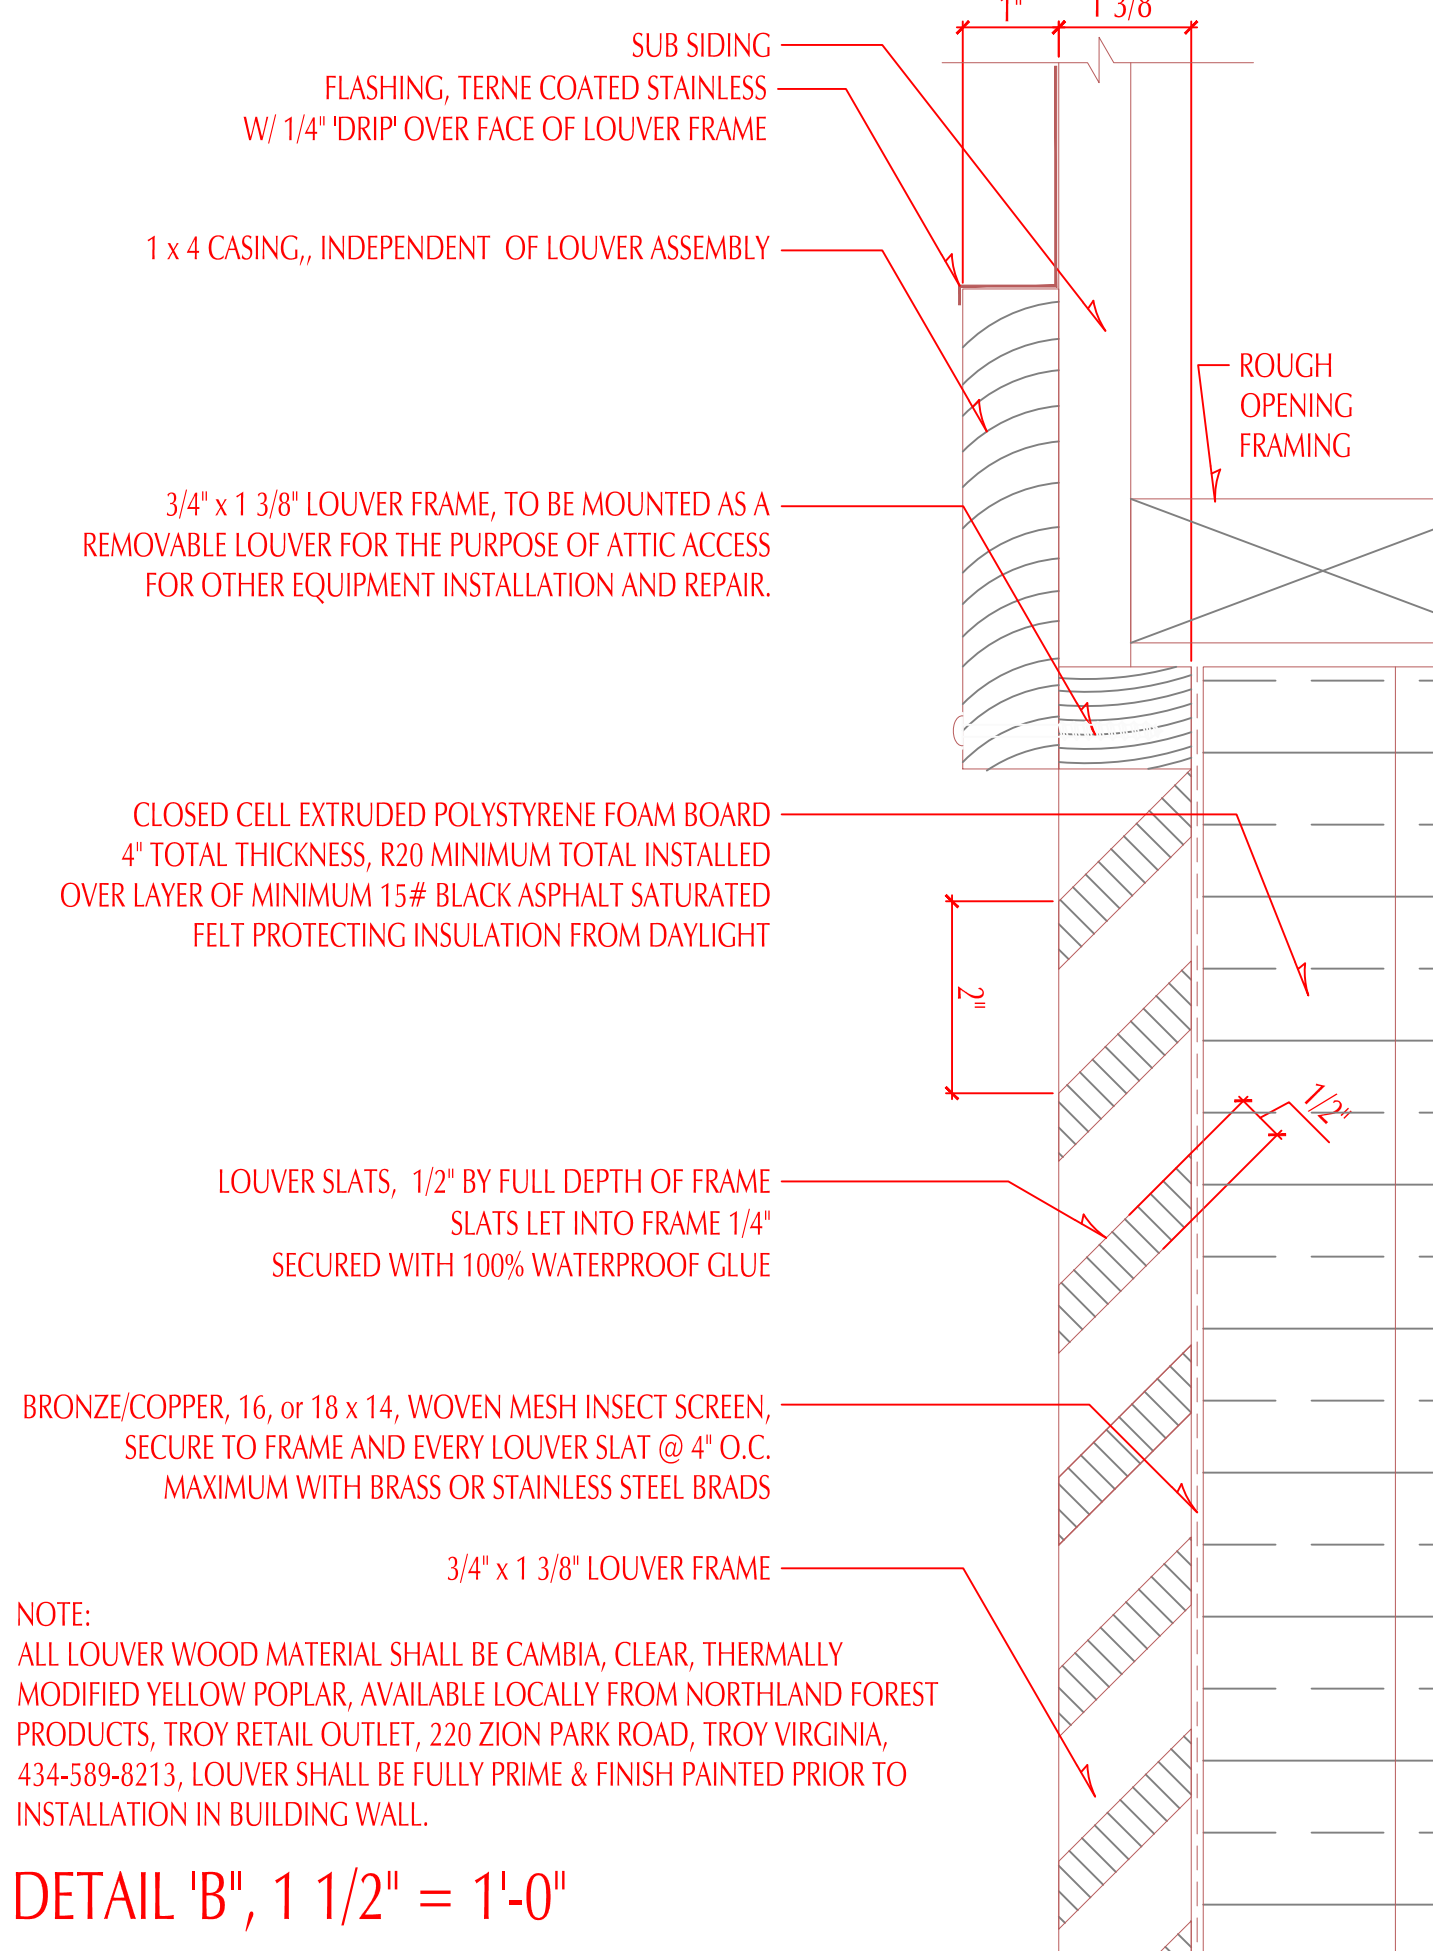 1" 1 3/8
SUB SIDING
FLASHING, TERNE COATED STAINLESS
W/ 1/4" 'DRIP' OVER FACE OF LOUVER FRAME
1 x 4 CASING,, INDEPENDENT OF LOUVER ASSEMBLY
ROUGH
OPENING
FRAMING
3/4" x 1 3/8" LOUVER FRAME, TO BE MOUNTED AS A
REMOVABLE LOUVER FOR THE PURPOSE OF ATTIC ACCESS
FOR OTHER EQUIPMENT INSTALLATION AND REPAIR.
CLOSED CELL EXTRUDED POLYSTYRENE FOAM BOARD
4" TOTAL THICKNESS, R20 MINIMUM TOTAL INSTALLED
OVER LAYER OF MINIMUM 15# BLACK ASPHALT SATURATED
FELT PROTECTING INSULATION FROM DAYLIGHT
2"
1/2"
LOUVER SLATS, 1/2" BY FULL DEPTH OF FRAME
SLATS LET INTO FRAME 1/4"
SECURED WITH 100% WATERPROOF GLUE
BRONZE/COPPER, 16, or 18 x 14, WOVEN MESH INSECT SCREEN,
SECURE TO FRAME AND EVERY LOUVER SLAT @ 4" O.C.
MAXIMUM WITH BRASS OR STAINLESS STEEL BRADS
3/4" x 1 3/8" LOUVER FRAME
NOTE:
ALL LOUVER WOOD MATERIAL SHALL BE CAMBIA, CLEAR, THERMALLY
MODIFIED YELLOW POPLAR, AVAILABLE LOCALLY FROM NORTHLAND FOREST
PRODUCTS, TROY RETAIL OUTLET, 220 ZION PARK ROAD, TROY VIRGINIA,
434-589-8213, LOUVER SHALL BE FULLY PRIME & FINISH PAINTED PRIOR TO
INSTALLATION IN BUILDING WALL.
DETAIL 'B", 1 1/2" = 1'-0"